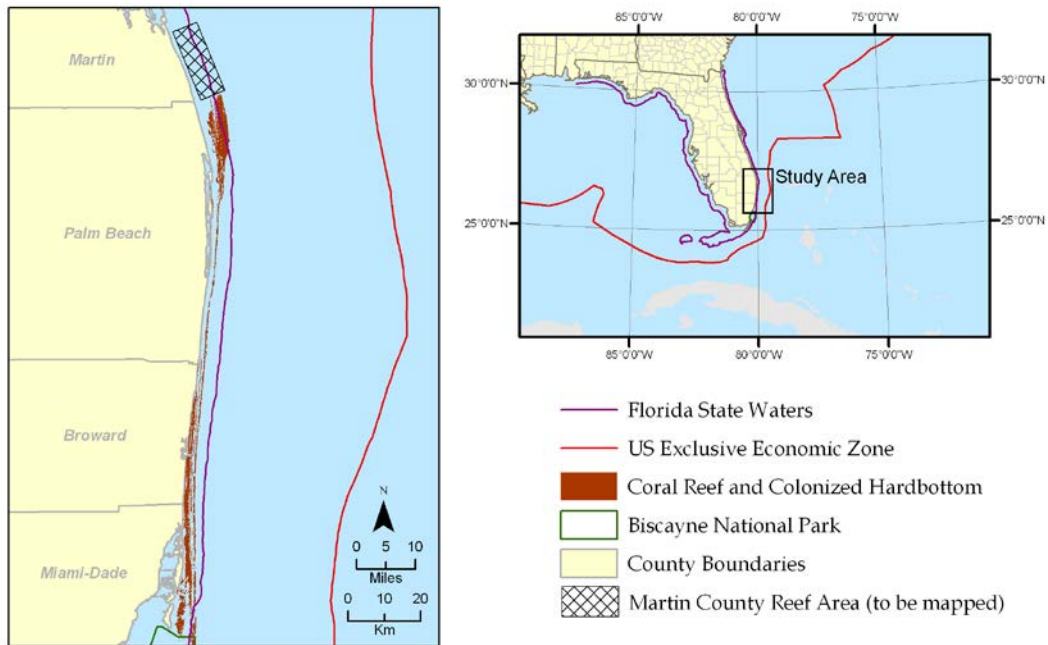 Martin
Palm Beach
Broward
Miami-Dade
N
0 5 10
Miles
0 10 20
Km
85°0'0"W 80°0'0"W
30°0'0"N 30°0'0"N
Study Area
25°0'0"N 25°0'0"N
85°0'0"W 80°0'0"W 75°0'0"W
Florida State Waters
US Exclusive Economic Zone
Coral Reef and Colonized Hardbottom
Biscayne National Park
County Boundaries
Martin County Reef Area (to be mapped)